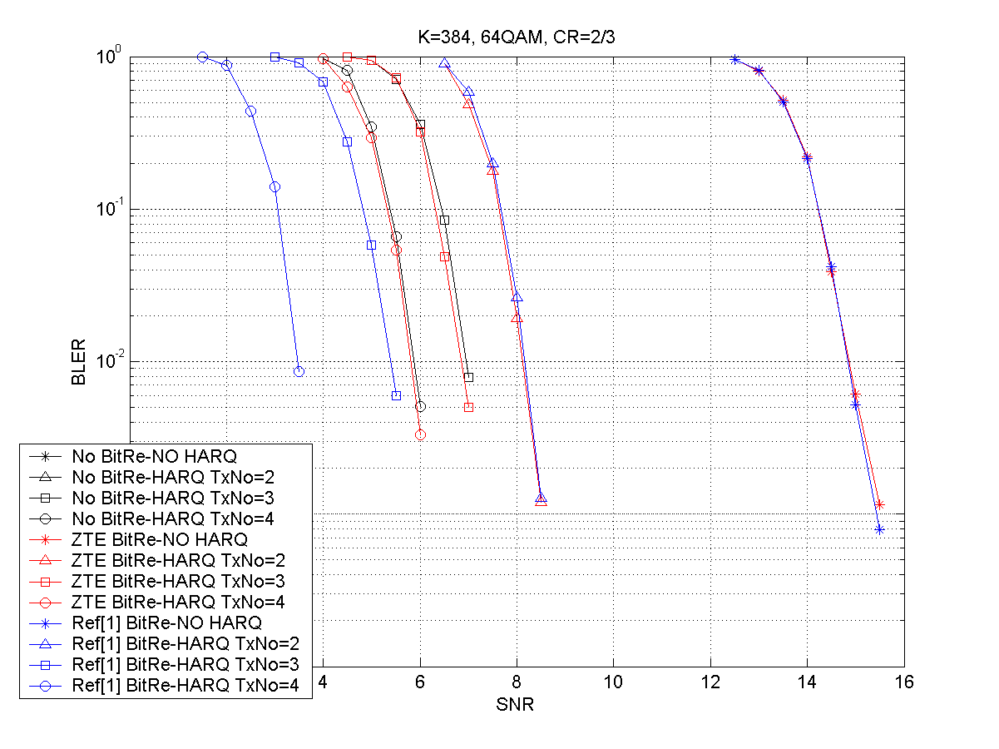 K=384, 64QAM, CR=2/3
10^0
10^-1
10^-2
BLER
No BitRe-NO HARQ
No BitRe-HARQ TxNo=2
No BitRe-HARQ TxNo=3
No BitRe-HARQ TxNo=4
ZTE BitRe-NO HARQ
ZTE BitRe-HARQ TxNo=2
ZTE BitRe-HARQ TxNo=3
ZTE BitRe-HARQ TxNo=4
Ref[1] BitRe-NO HARQ
Ref[1] BitRe-HARQ TxNo=2
Ref[1] BitRe-HARQ TxNo=3
Ref[1] BitRe-HARQ TxNo=4
4 6 8 10 12 14 16
SNR